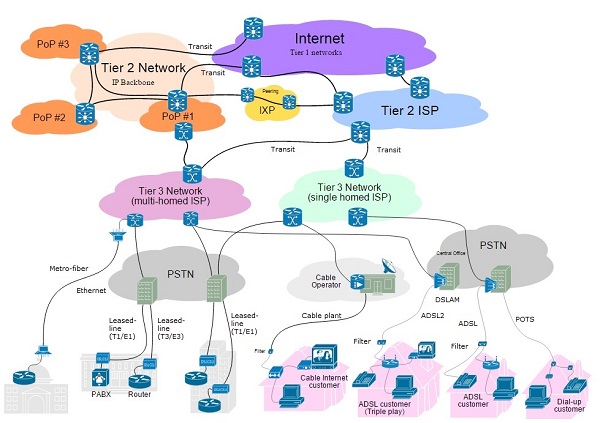 PoP #3
Transit
Internet
Tier 1 networks
Tier 2 Network
IP Backbone
Transit
Peering
IXP
Tier 2 ISP
PoP #2
PoP #1
Transit
Transit
Tier 3 Network
(multi-homed ISP)
Tier 3 Network
(single homed ISP)
PSTN
Central Office
PSTN
Metro-fiber
Ethernet
Cable
Operator
DSLAM
Leased-
line
(T1/E1)
Leased-
line
(T3/E3)
Leased-
line
(T1/E1)
Cable plant
ADSL2
ADSL
POTS
Filter
Filter
Filter
PABX
Router
Cable Internet
customer
ADSL customer
(Triple play)
ADSL
customer
Dial-up
customer